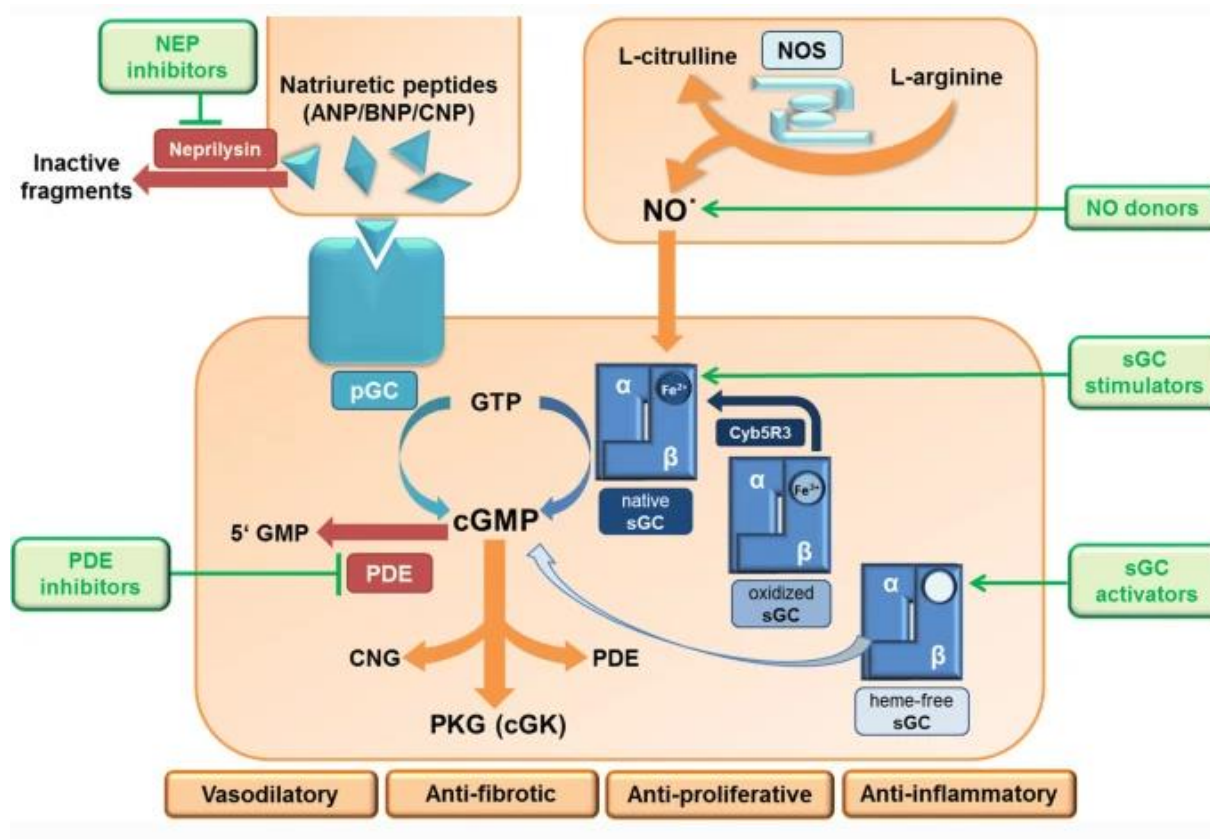 NEP
inhibitors
Natriuretic peptides
(ANP/BNP/CNP)
Neprilysin
Inactive
fragments
L-citrulline
NOS
L-arginine
NO˙
NO donors
pGC
GTP
α
Fe²⁺
β
native
sGC
sGC
stimulators
Cyb5R3
α
Fe³⁺
β
oxidized
sGC
cGMP
5‘ GMP
PDE
PDE
inhibitors
α
β
heme-free
sGC
sGC
activators
CNG
PDE
PKG (cGK)
Vasodilatory
Anti-fibrotic
Anti-proliferative
Anti-inflammatory